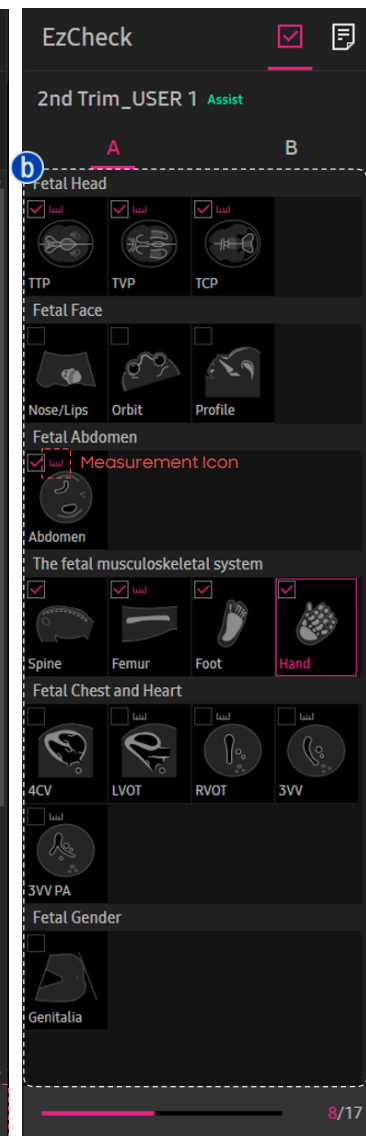 EzCheck
2nd Trim_USER 1 Assist
A B
b
Fetal Head
TTP TVP TCP
Fetal Face
Nose/Lips Orbit Profile
Fetal Abdomen
Measurement Icon
Abdomen
The fetal musculoskeletal system
Spine Femur Foot Hand
Fetal Chest and Heart
4CV LVOT RVOT 3VV
3VV PA
Fetal Gender
Genitalia
8/17